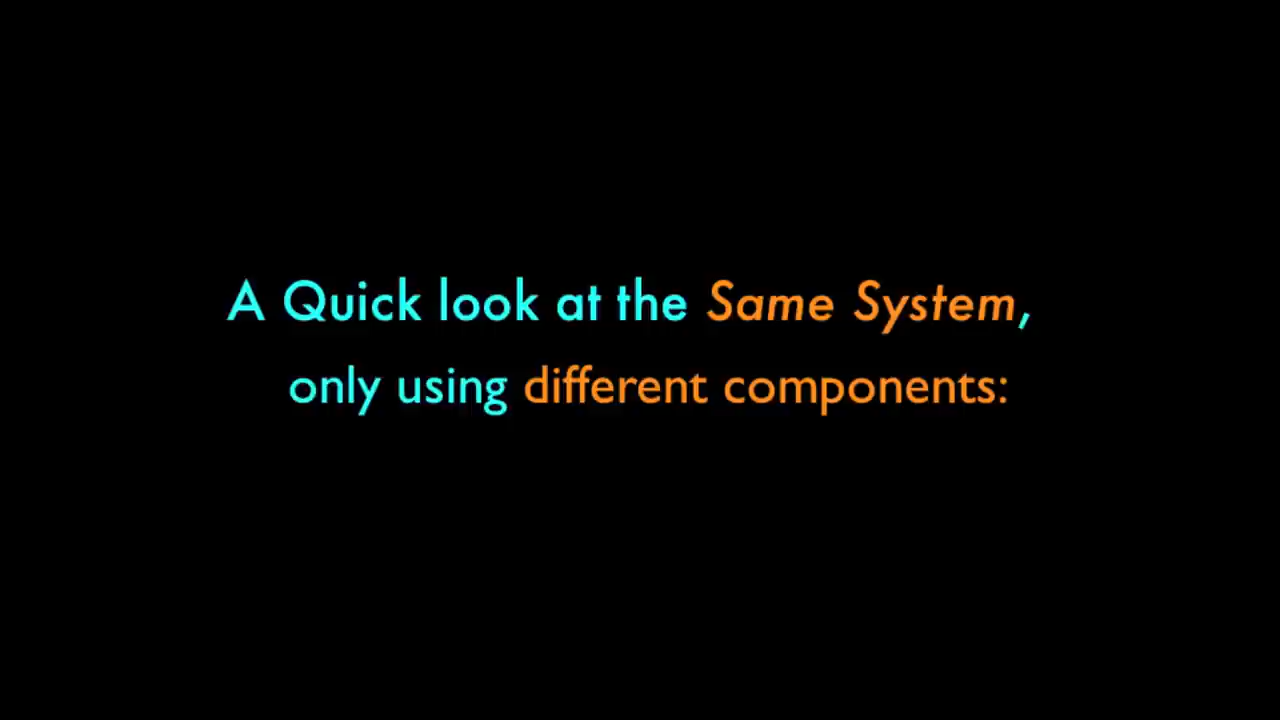 A Quick look at the Same System,
only using different components: